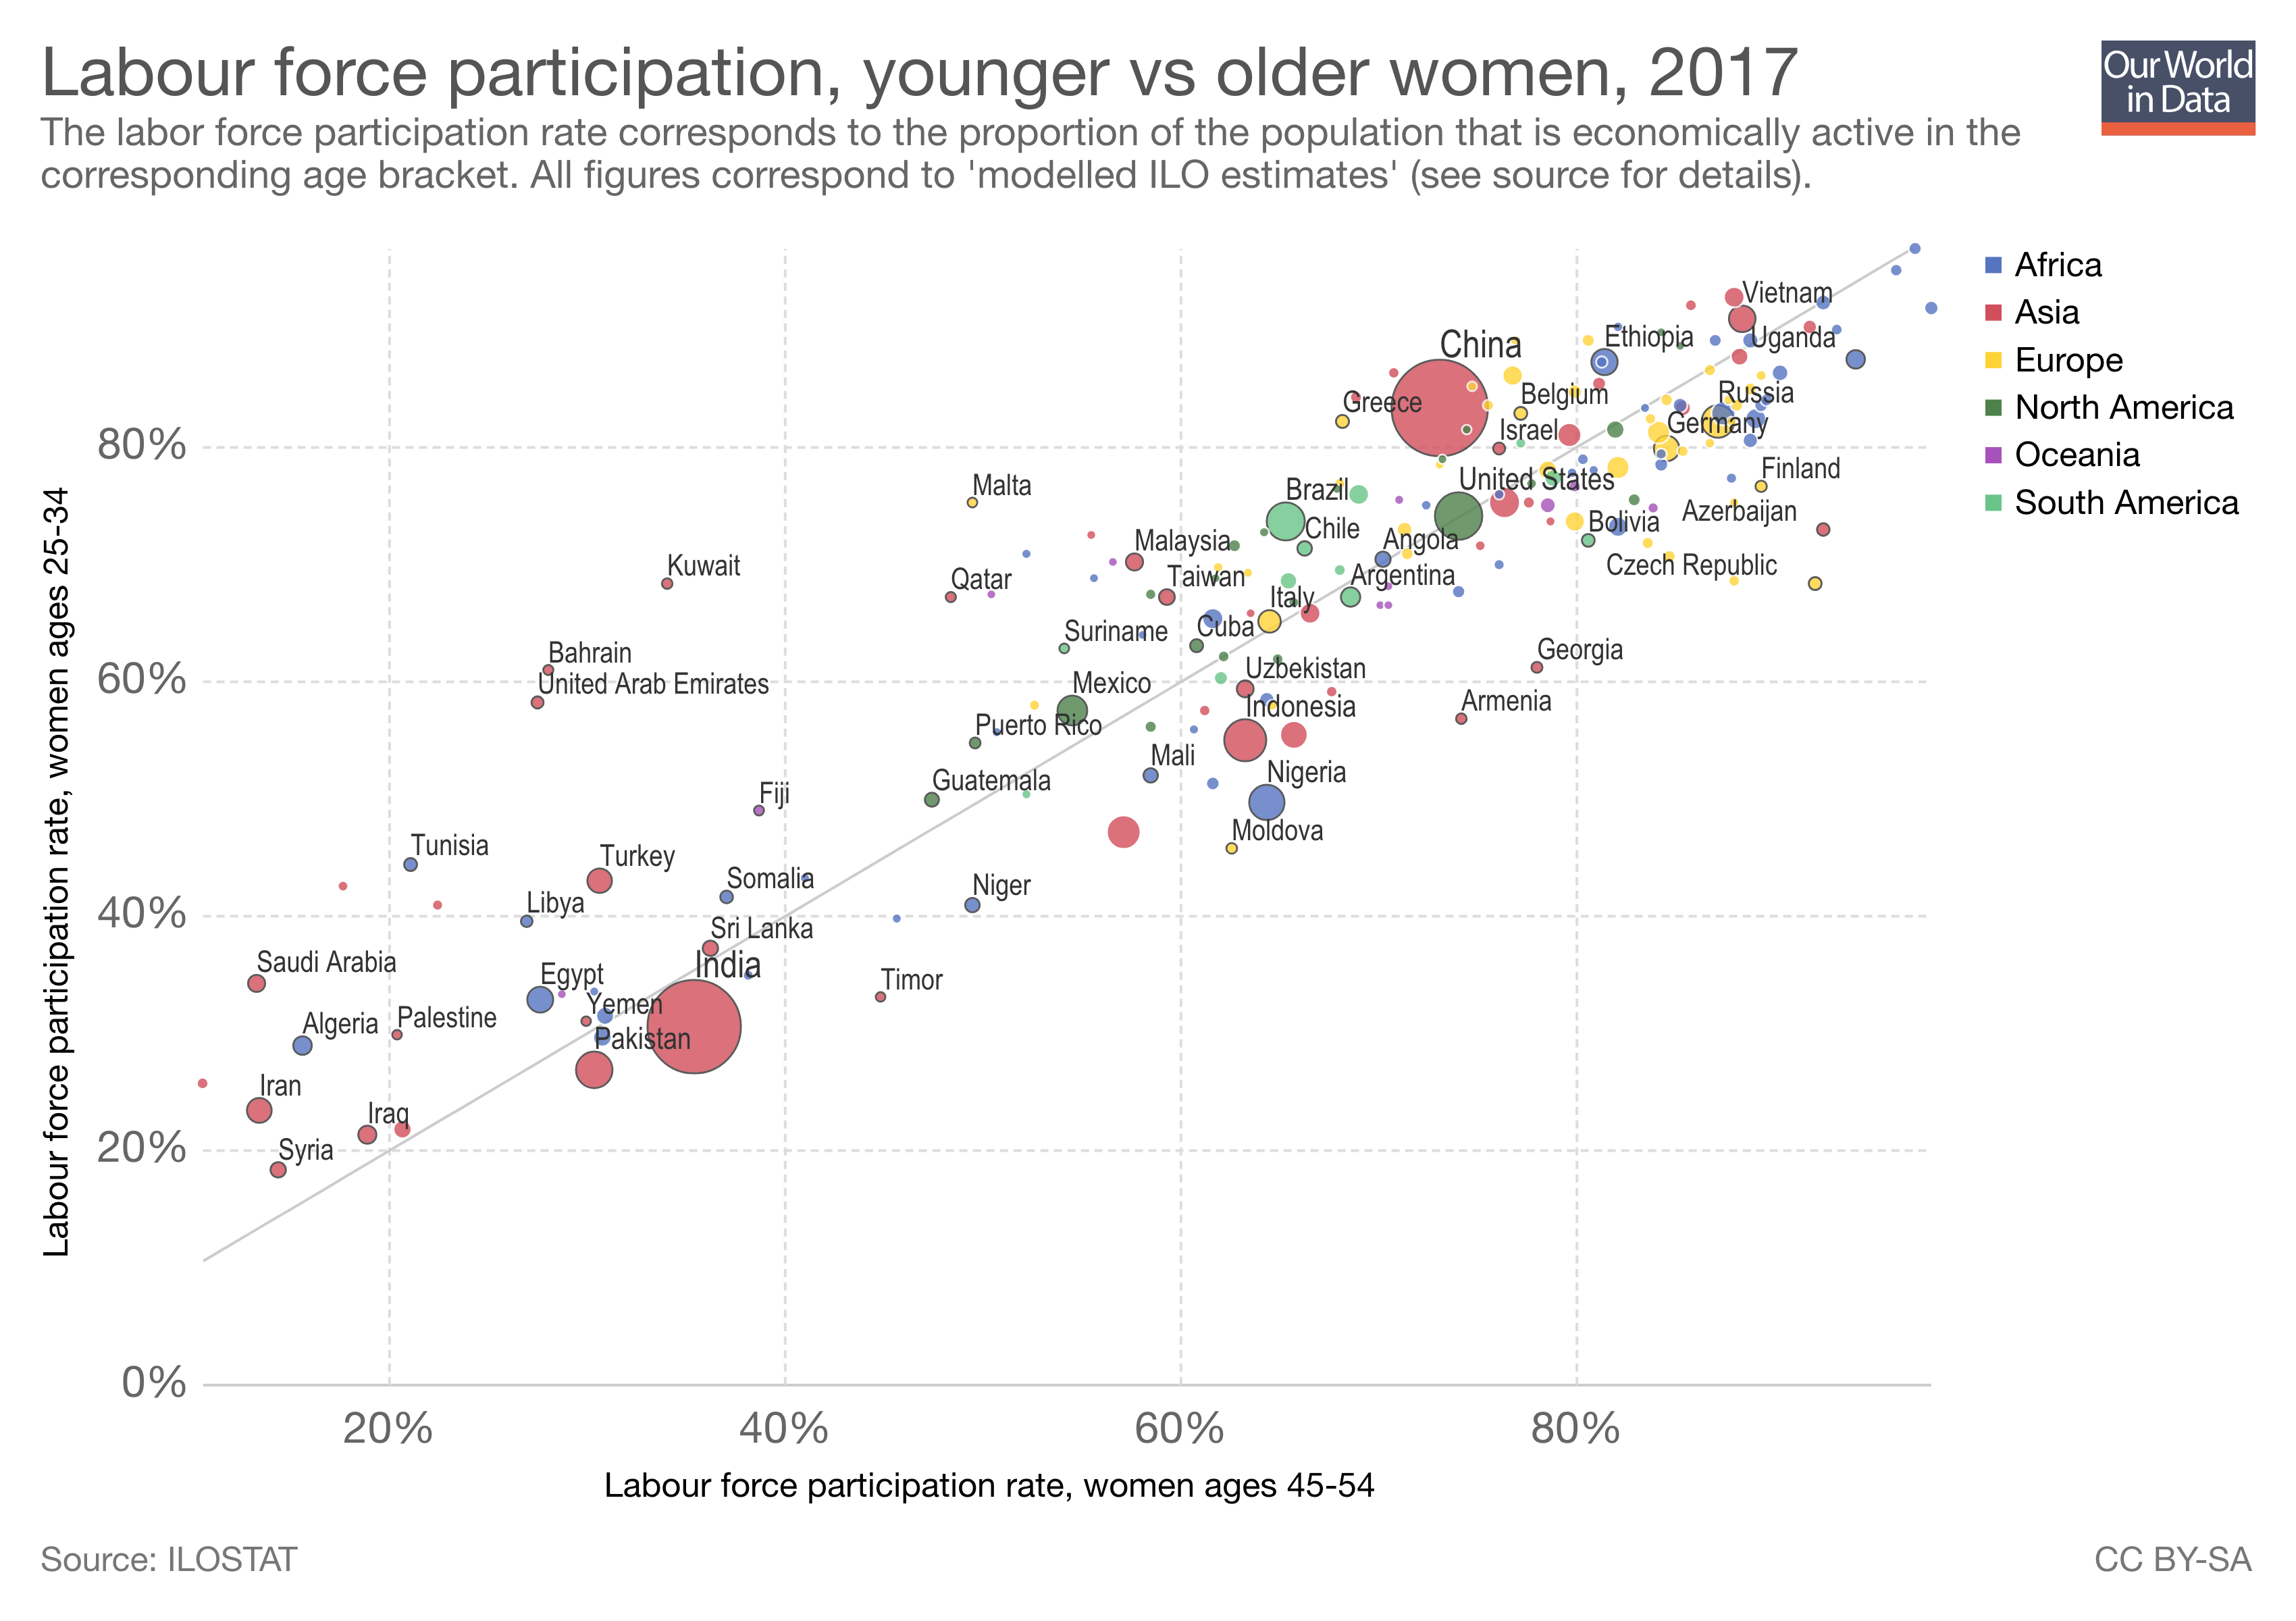 Labour force participation, younger vs older women, 2017
The labor force participation rate corresponds to the proportion of the population that is economically active in the
corresponding age bracket. All figures correspond to 'modelled ILO estimates' (see source for details).
Our World
in Data
Africa
Asia
Europe
North America
Oceania
South America
Labour force participation rate, women ages 25-34
80%
60%
40%
20%
0%
Vietnam
China
Ethiopia
Uganda
Greece
Belgium
Russia
Israel
Germany
Malta
Brazil
United States
Finland
Kuwait
Malaysia
Chile
Angola
Bolivia
Azerbaijan
Qatar
Taiwan
Argentina
Czech Republic
Italy
Bahrain
Suriname
Cuba
Georgia
United Arab Emirates
Mexico
Uzbekistan
Indonesia
Armenia
Puerto Rico
Mali
Fiji
Guatemala
Nigeria
Moldova
Tunisia
Turkey
Somalia
Niger
Libya
Sri Lanka
Saudi Arabia
Egypt
India
Timor
Algeria
Palestine
Yemen
Pakistan
Iran
Iraq
Syria
20%
40%
60%
80%
Labour force participation rate, women ages 45-54
Source: ILOSTAT
CC BY-SA